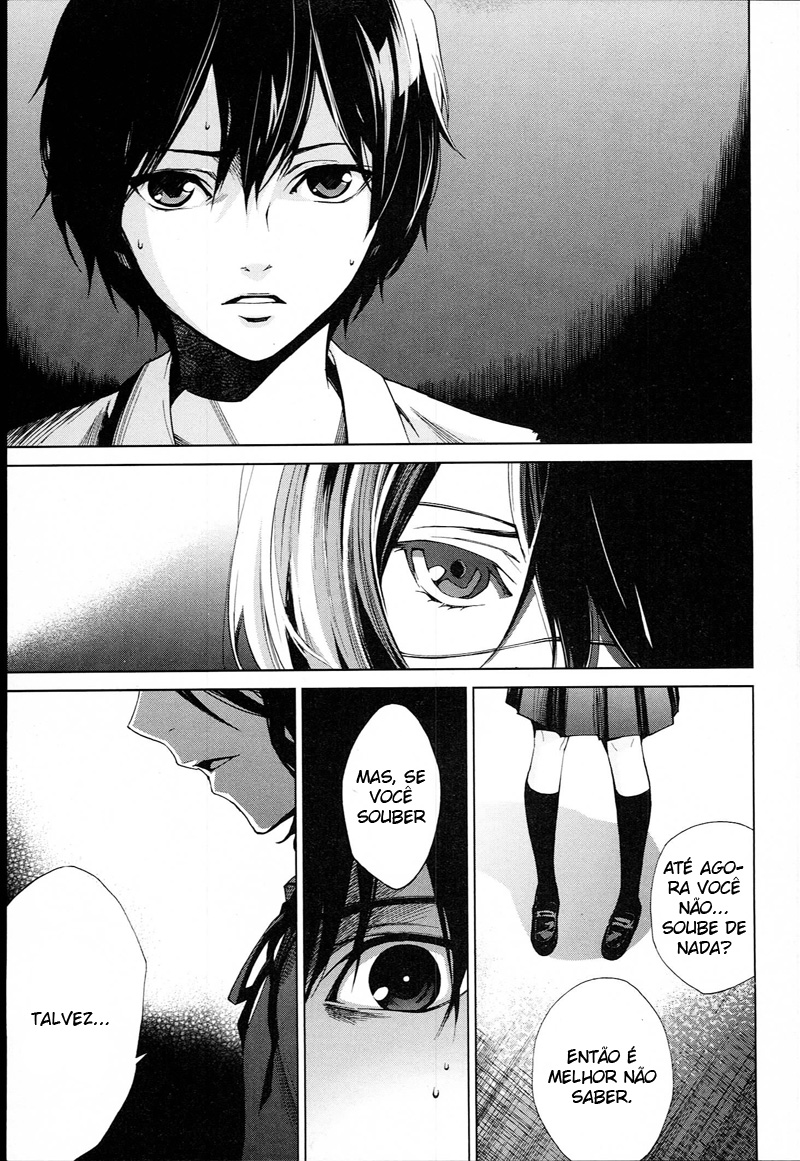 ATÉ AGO-
RA VOCÊ
NÃO...
SOUBE DE
NADA?
ENTÃO É
MELHOR NÃO
SABER.
MAS, SE
VOCÊ
SOUBER
TALVEZ...